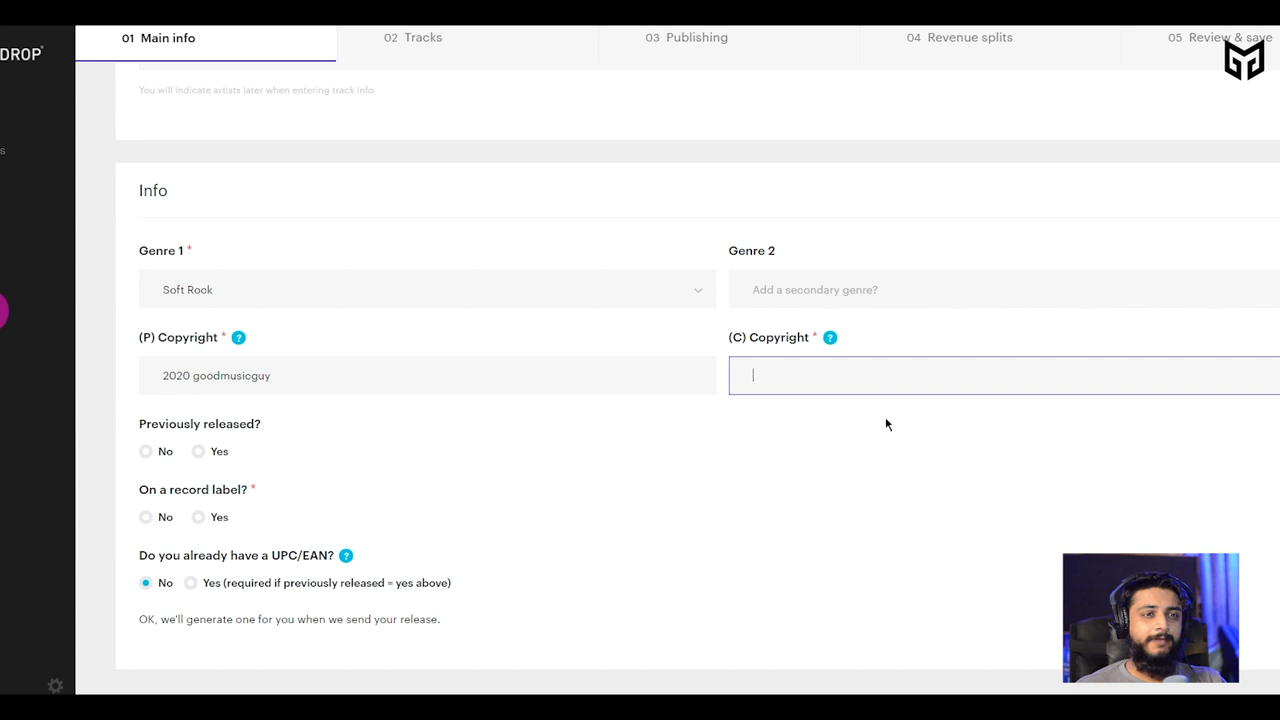 DROP
01 Main info
02 Tracks
03 Publishing
04 Revenue splits
05 Review & save
You will indicate artists later when entering track info
s
Info
Genre 1 *
Genre 2
Soft Rock
Add a secondary genre?
(P) Copyright * ?
(C) Copyright * ?
2020 goodmusicguy
Previously released?
No Yes
On a record label? *
No Yes
Do you already have a UPC/EAN? ?
No Yes (required if previously released = yes above)
OK, we'll generate one for you when we send your release.